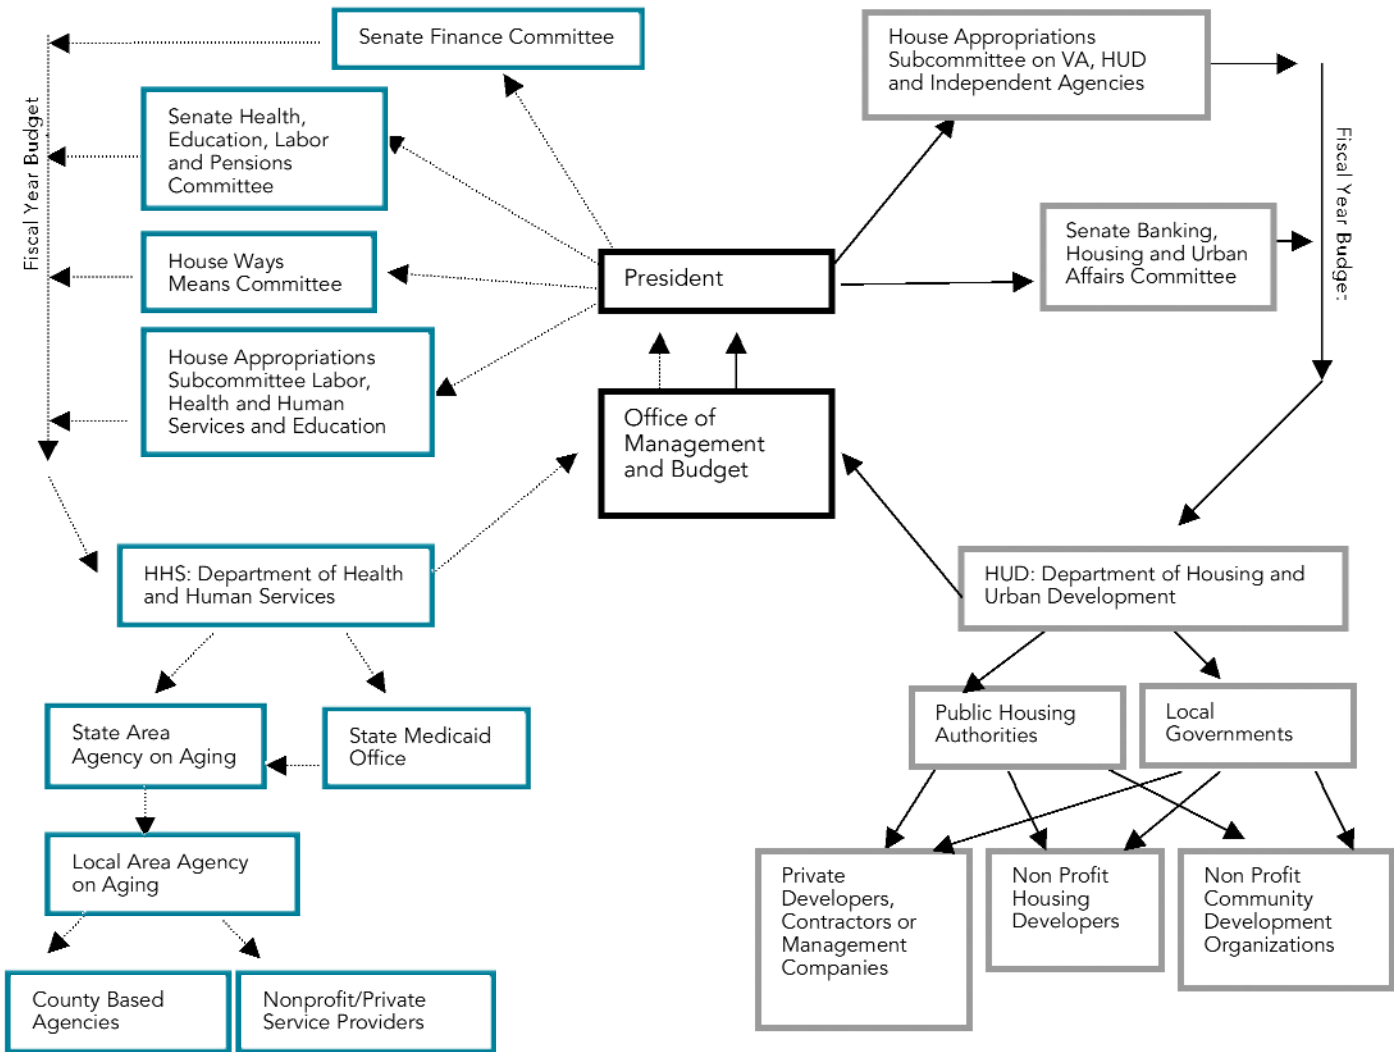 Senate Finance Committee
House Appropriations
Subcommittee on VA, HUD
and Independent Agencies
Fiscal Year Budget
Senate Health,
Education, Labor
and Pensions
Committee
Fiscal Year Budge:
Senate Banking,
Housing and Urban
Affairs Committee
House Ways
Means Committee
President
House Appropriations
Subcommittee Labor,
Health and Human
Services and Education
Office of
Management
and Budget
HHS: Department of Health
and Human Services
HUD: Department of Housing and
Urban Development
State Area
Agency on Aging
State Medicaid
Office
Public Housing
Authorities
Local
Governments
Local Area Agency
on Aging
Private
Developers,
Contractors or
Management
Companies
Non Profit
Housing
Developers
Non Profit
Community
Development
Organizations
County Based
Agencies
Nonprofit/Private
Service Providers